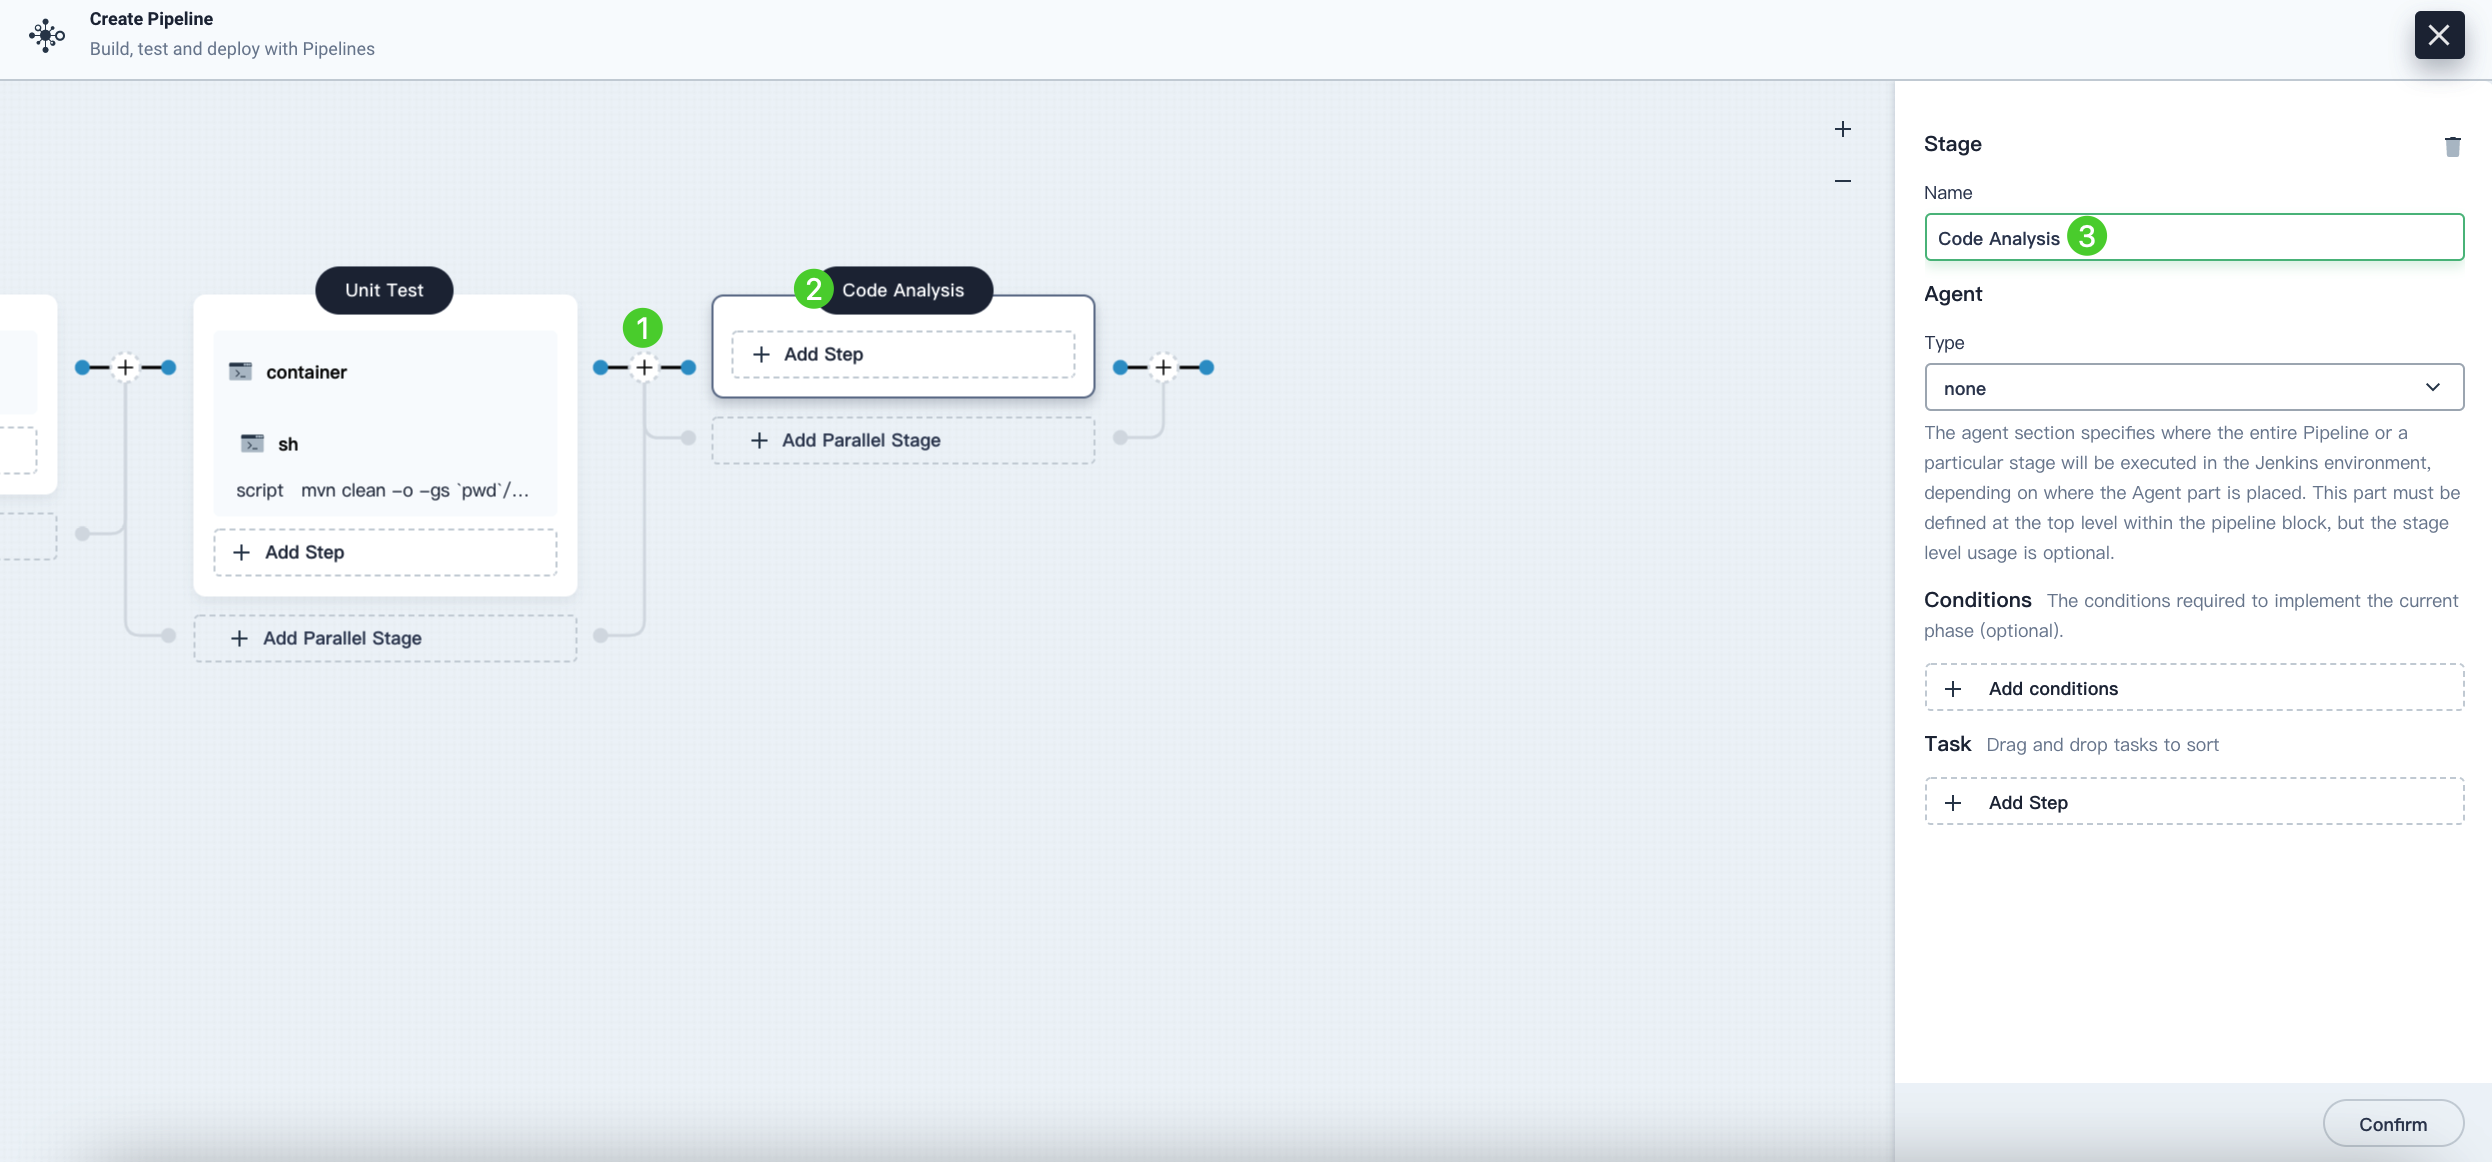 Create Pipeline
Build, test and deploy with Pipelines
Unit Test
container
sh
script mvn clean -o -gs `pwd`/...
Add Step
Add Parallel Stage
1
2
Code Analysis
Add Step
Add Parallel Stage
Stage
Name
Code Analysis 3
Agent
Type
none
The agent section specifies where the entire Pipeline or a
particular stage will be executed in the Jenkins environment,
depending on where the Agent part is placed. This part must be
defined at the top level within the pipeline block, but the stage
level usage is optional.
Conditions The conditions required to implement the current
phase (optional).
Add conditions
Task Drag and drop tasks to sort
Add Step
Confirm